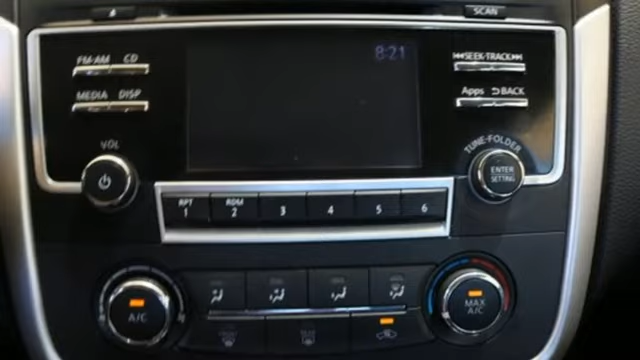 SCAN
8:21
FM·AM CD
SEEK·TRACK
MEDIA DISP
Apps BACK
VOL
TUNE·FOLDER
ENTER
SETTING
RPT RDM
1 2 3 4 5 6
A/C
MAX
A/C